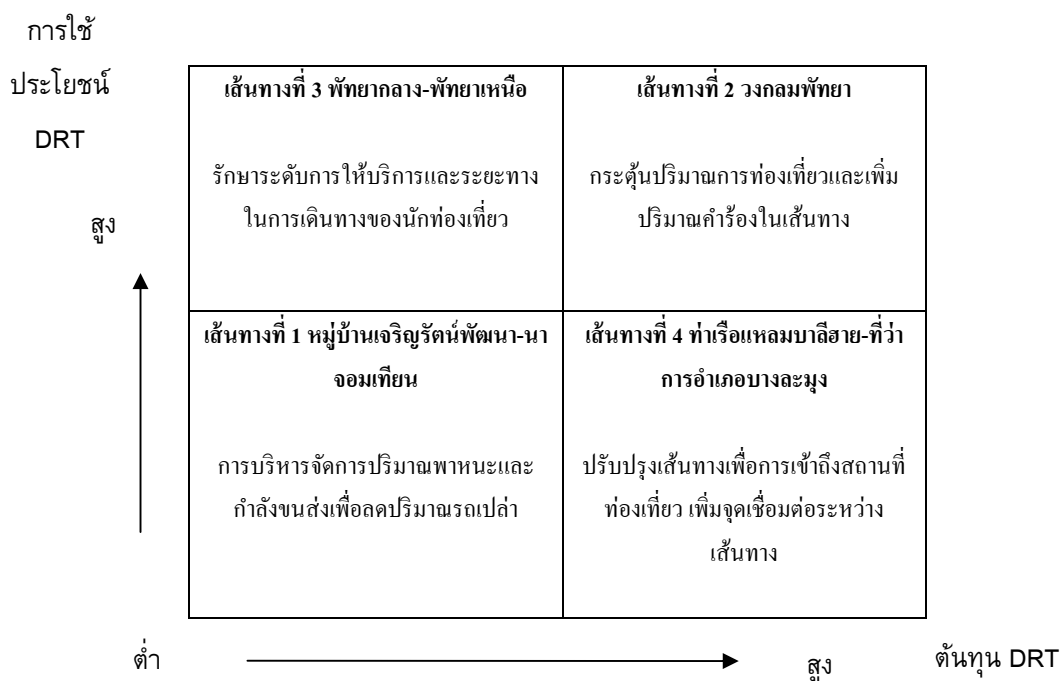 การใช้
ประโยชน์
DRT
สูง
เส้นทางที่ 3 พัทยากลาง-พัทยาเหนือ
รักษาระดับการให้บริการและระยะทาง
ในการเดินทางของนักท่องเที่ยว
เส้นทางที่ 2 วงกลมพัทยา
กระตุ้นปริมาณการท่องเที่ยวและเพิ่ม
ปริมาณคำร้องในเส้นทาง
เส้นทางที่ 1 หมู่บ้านเจริญรัตน์พัฒนา-นา
จอมเทียน
การบริหารจัดการปริมาณพาหนะและ
กำลังขนส่งเพื่อลดปริมาณรถเปล่า
เส้นทางที่ 4 ท่าเรือแหลมบาลีฮาย-ที่ว่า
การอำเภอบางละมุง
ปรับปรุงเส้นทางเพื่อการเข้าถึงสถานที่
ท่องเที่ยว เพิ่มจุดเชื่อมต่อระหว่าง
เส้นทาง
ต่ำ
สูง
ต้นทุน DRT